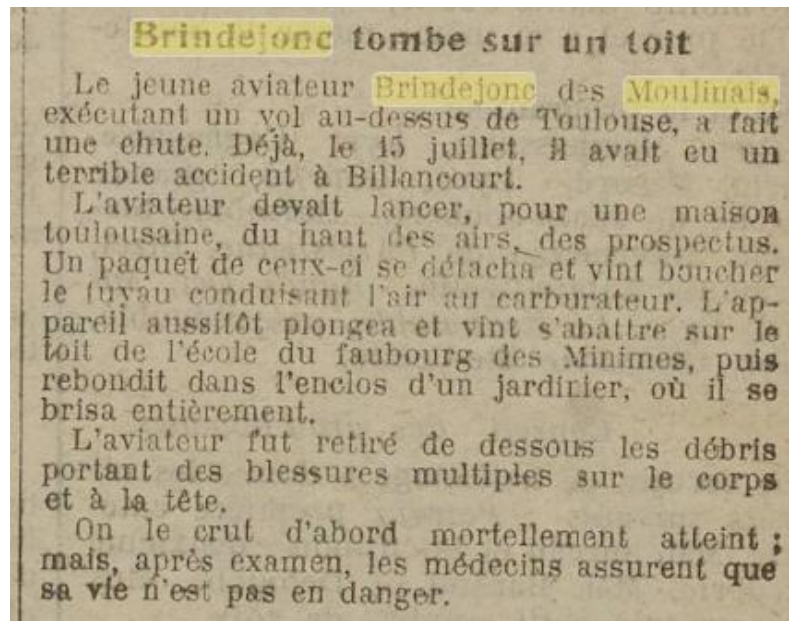 Brindejonc tombe sur un toit
Le jeune aviateur Brindejonc des Moulinais,
exécutant un vol au-dessus de Toulouse, a fait
une chute. Déjà, le 15 juillet, il avait eu un
terrible accident à Billancourt.
L'aviateur devait lancer, pour une maison
toulousaine, du haut des airs, des prospectus.
Un paquet de ceux-ci se détacha et vint boucher
le tuyau conduisant l'air au carburateur. L'ap-
pareil aussitôt plongea et vint s'abattre sur le
toit de l'école du faubourg des Minimes, puis
rebondit dans l'enclos d'un jardinier, où il se
brisa entièrement.
L'aviateur fut retiré de dessous les débris
portant des blessures multiples sur le corps
et à la tête.
On le crut d'abord mortellement atteint ;
mais, après examen, les médecins assurent que
sa vie n'est pas en danger.